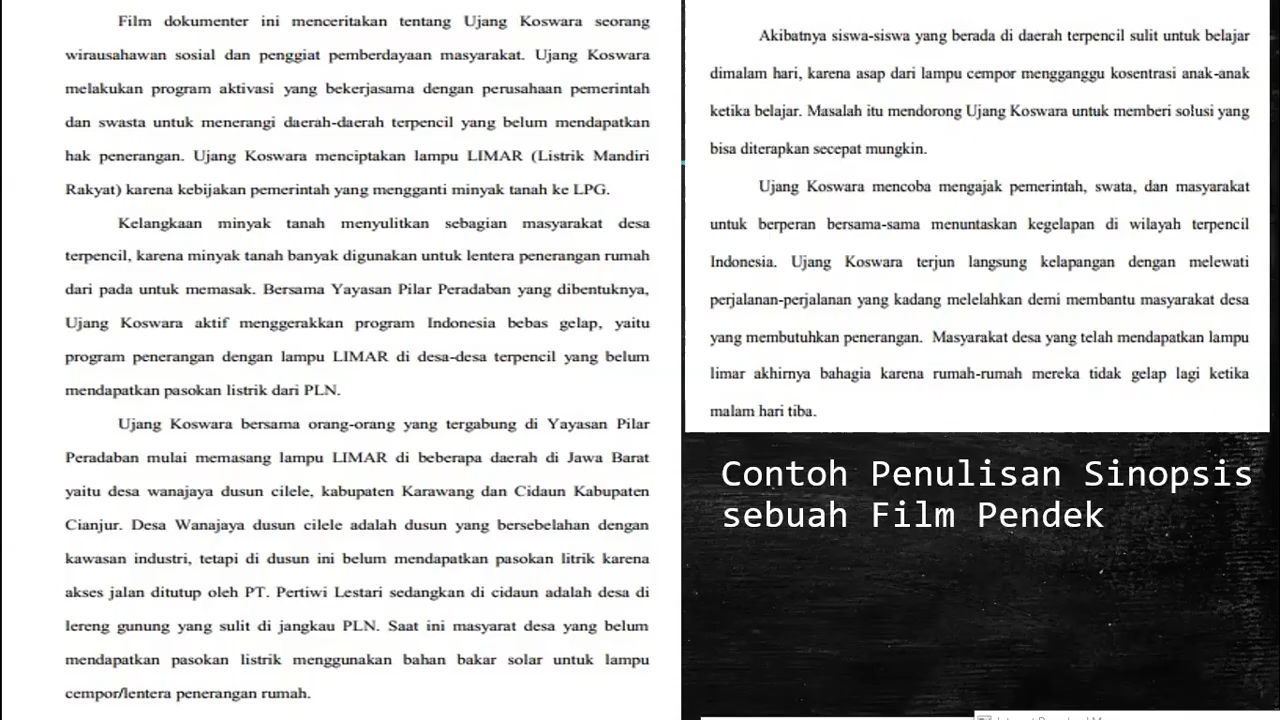 Film dokumenter ini menceritakan tentang Ujang Koswara seorang
wirausahawan sosial dan penggiat pemberdayaan masyarakat. Ujang Koswara
melakukan program aktivasi yang bekerjasama dengan perusahaan pemerintah
dan swasta untuk menerangi daerah-daerah terpencil yang belum mendapatkan
hak penerangan. Ujang Koswara menciptakan lampu LIMAR (Listrik Mandiri
Rakyat) karena kebijakan pemerintah yang mengganti minyak tanah ke LPG.
Kelangkaan minyak tanah menyulitkan sebagian masyarakat desa
terpencil, karena minyak tanah banyak digunakan untuk lentera penerangan rumah
dari pada untuk memasak. Bersama Yayasan Pilar Peradaban yang dibentuknya,
Ujang Koswara aktif menggerakkan program Indonesia bebas gelap, yaitu
program penerangan dengan lampu LIMAR di desa-desa terpencil yang belum
mendapatkan pasokan listrik dari PLN.
Ujang Koswara bersama orang-orang yang tergabung di Yayasan Pilar
Peradaban mulai memasang lampu LIMAR di beberapa daerah di Jawa Barat
yaitu desa wanajaya dusun cilele, kabupaten Karawang dan Cidaun Kabupaten
Cianjur. Desa Wanajaya dusun cilele adalah dusun yang bersebelahan dengan
kawasan industri, tetapi di dusun ini belum mendapatkan pasokan litrik karena
akses jalan ditutup oleh PT. Pertiwi Lestari sedangkan di cidaun adalah desa di
lereng gunung yang sulit di jangkau PLN. Saat ini masyarat desa yang belum
mendapatkan pasokan listrik menggunakan bahan bakar solar untuk lampu
cempor/lentera penerangan rumah.
Akibatnya siswa-siswa yang berada di daerah terpencil sulit untuk belajar
dimalam hari, karena asap dari lampu cempor mengganggu kosentrasi anak-anak
ketika belajar. Masalah itu mendorong Ujang Koswara untuk memberi solusi yang
bisa diterapkan secepat mungkin.
Ujang Koswara mencoba mengajak pemerintah, swata, dan masyarakat
untuk berperan bersama-sama menuntaskan kegelapan di wilayah terpencil
Indonesia. Ujang Koswara terjun langsung kelapangan dengan melewati
perjalanan-perjalanan yang kadang melelahkan demi membantu masyarakat desa
yang membutuhkan penerangan. Masyarakat desa yang telah mendapatkan lampu
limar akhirnya bahagia karena rumah-rumah mereka tidak gelap lagi ketika
malam hari tiba.
Contoh Penulisan Sinopsis
sebuah Film Pendek